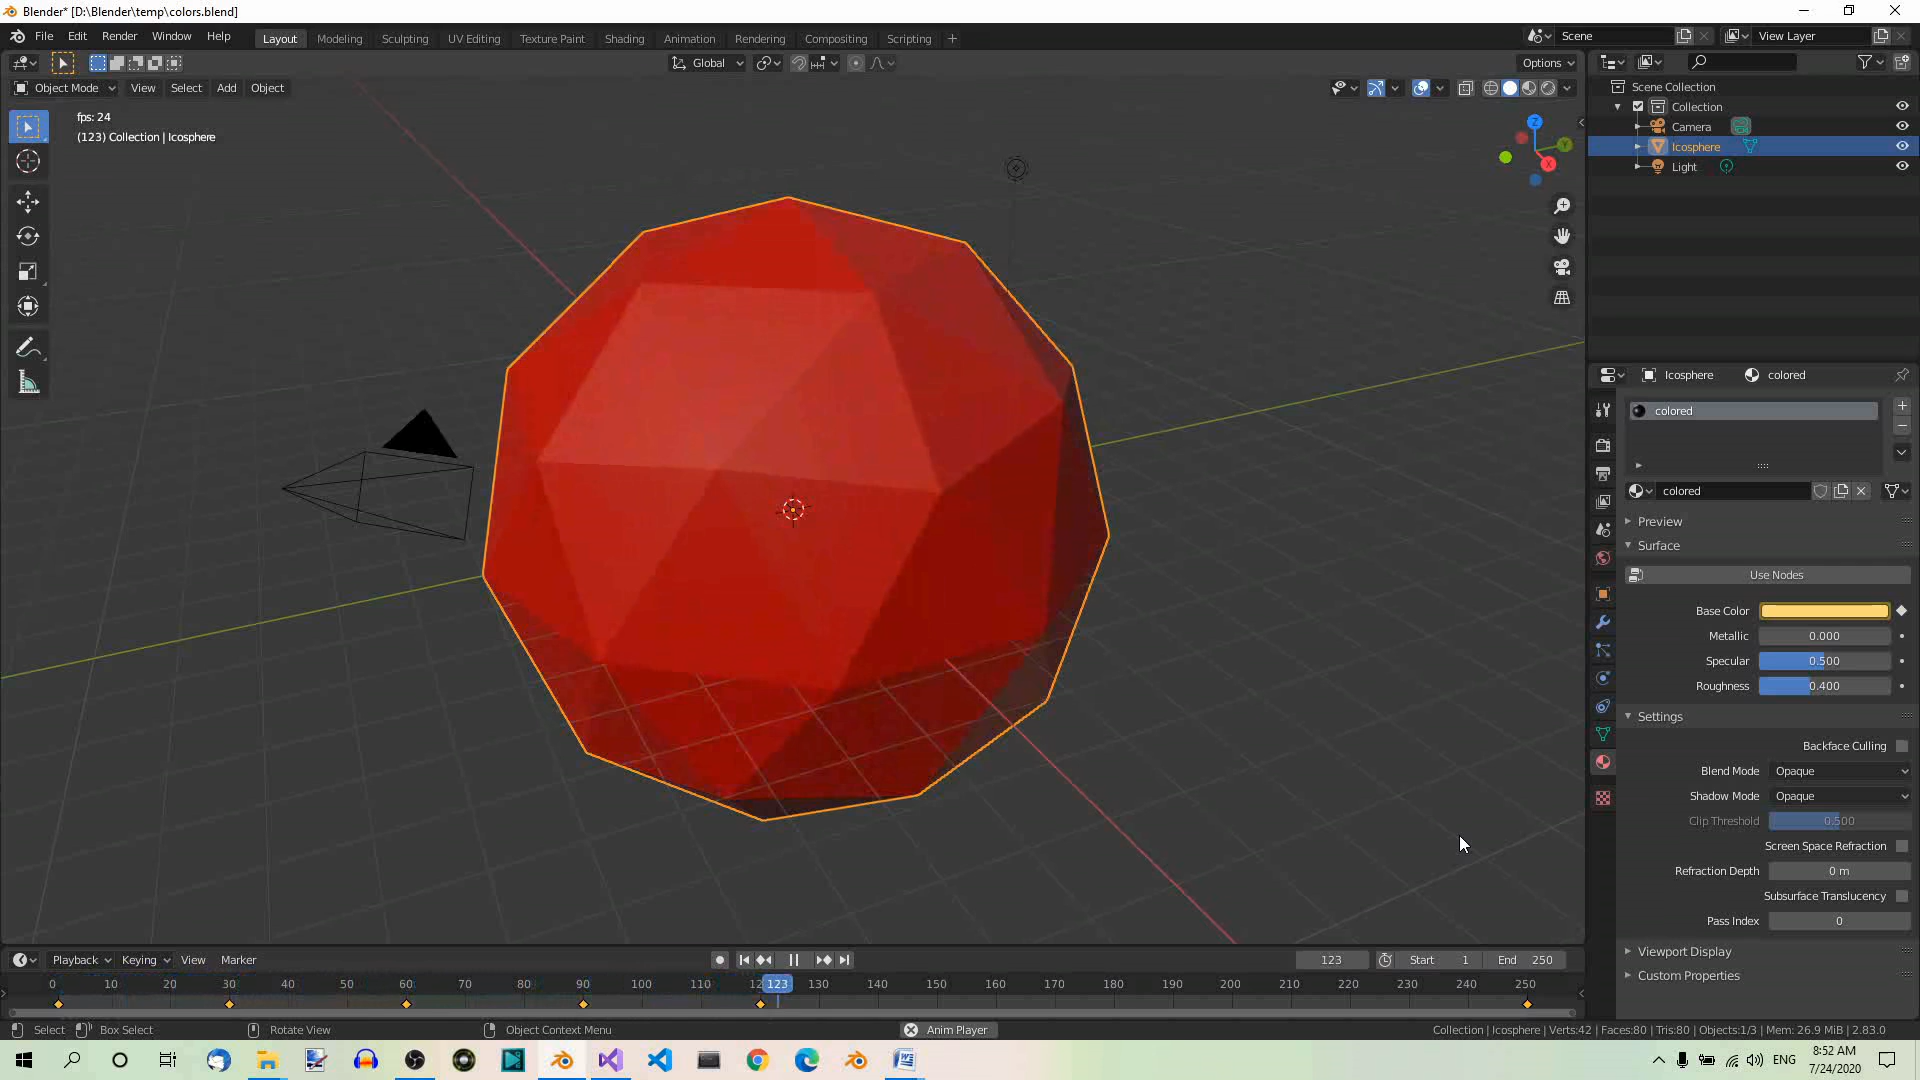 Blender* [D:\Blender\temp\colors.blend]
File Edit Render Window Help
Layout Modeling Sculpting UV Editing Texture Paint Shading Animation Rendering Compositing Scripting +
Scene
View Layer
Global
Options
Object Mode View Select Add Object
fps: 24
(123) Collection | Icosphere
Z
Y
X
Scene Collection
Collection
Camera
Icosphere
Light
Icosphere
colored
colored
colored
Preview
Surface
Use Nodes
Base Color
Metallic 0.000
Specular 0.500
Roughness 0.400
Settings
Backface Culling
Blend Mode Opaque
Shadow Mode Opaque
Clip Threshold 0.500
Screen Space Refraction
Refraction Depth 0 m
Subsurface Translucency
Pass Index 0
Viewport Display
Custom Properties
Playback Keying View Marker
123
Start 1
End 250
0 10 20 30 40 50 60 70 80 90 100 110 123 130 140 150 160 170 180 190 200 210 220 230 240 250
Select Box Select Rotate View Object Context Menu
Anim Player
Collection | Icosphere | Verts:42 | Faces:80 | Tris:80 | Objects:1/3 | Mem: 26.9 MiB | 2.83.0
ENG
8:52 AM
7/24/2020